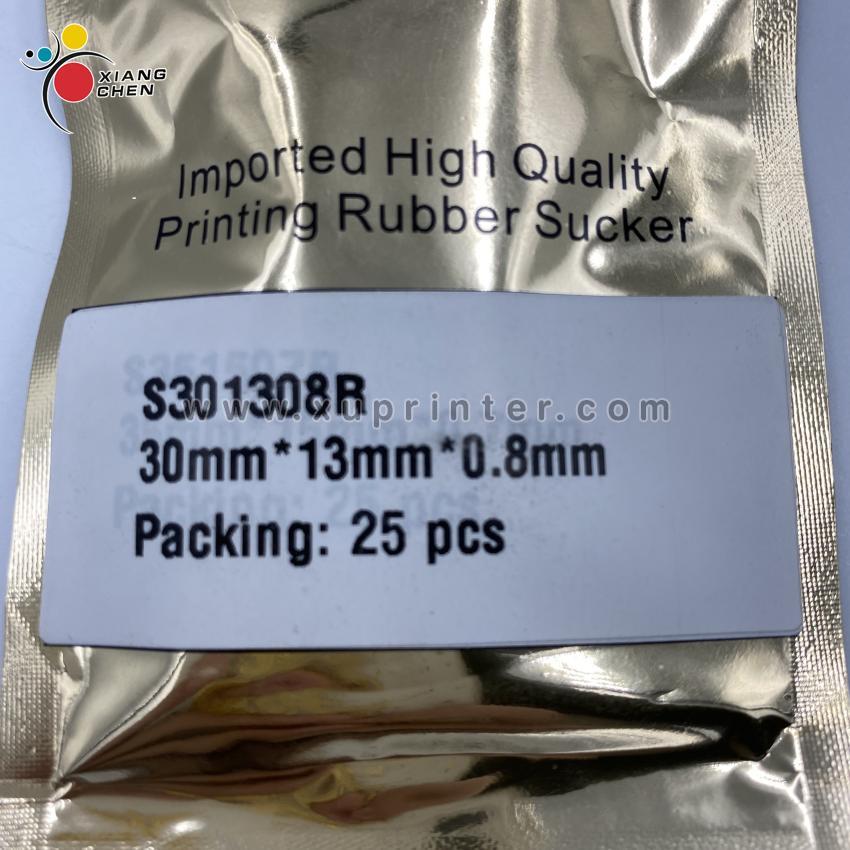 XIANG
CHEN
Imported High Quality
Printing Rubber Sucker
S301308R
www.xuprinter.com
30mm*13mm*0.8mm
Packing: 25 pcs